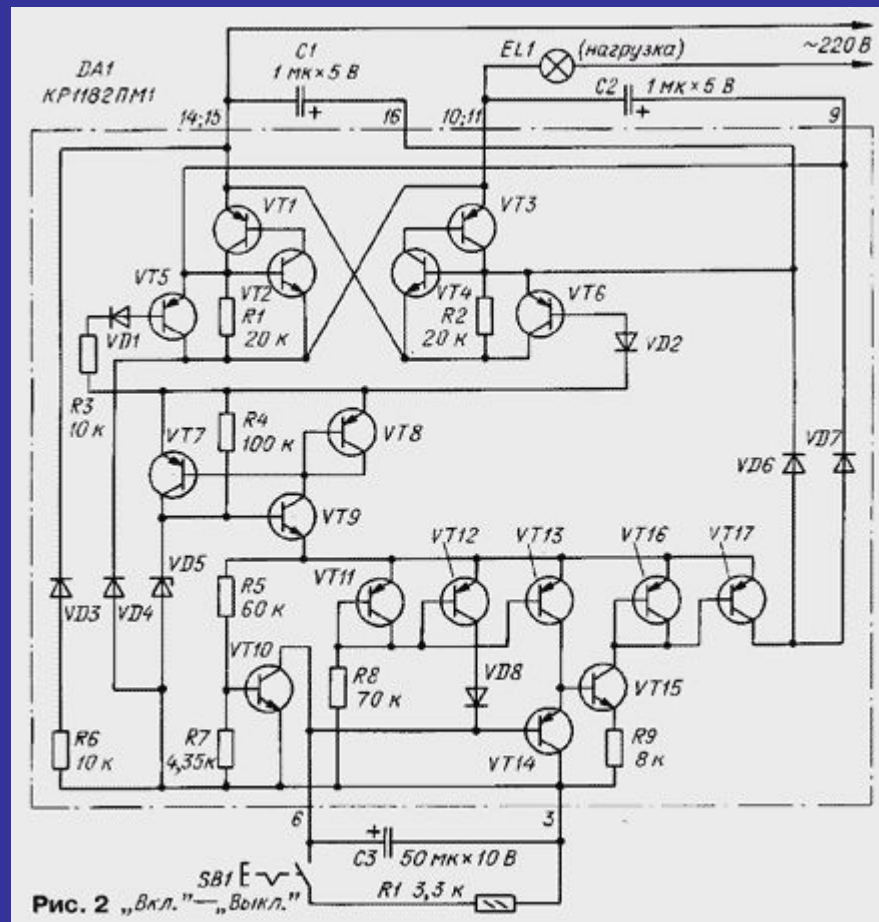 ~220 В
EL1 (нагрузка)
C1
1 мк × 5 В
DA1
КР1182ПМ1
C2 1 мк × 5 В
14;15
16
10;11
9
VT1
VT3
VT5
VT2
VT4
VT6
R1
20 к
R2
20 к
VD1
VD2
R3
10 к
VT7
R4
100 к
VT8
VD6
VD7
VT9
VT12
VT13
VT16
VT17
VT11
VD3
VD4
VD5
R5
60 к
VT10
R8
70 к
VD8
VT15
R6
10 к
R7
4,35к
VT14
R9
8 к
6
3
C3 50 мк × 10 В
SB1
R1 3,3 к
Рис. 2 „Вкл."—„Выкл."